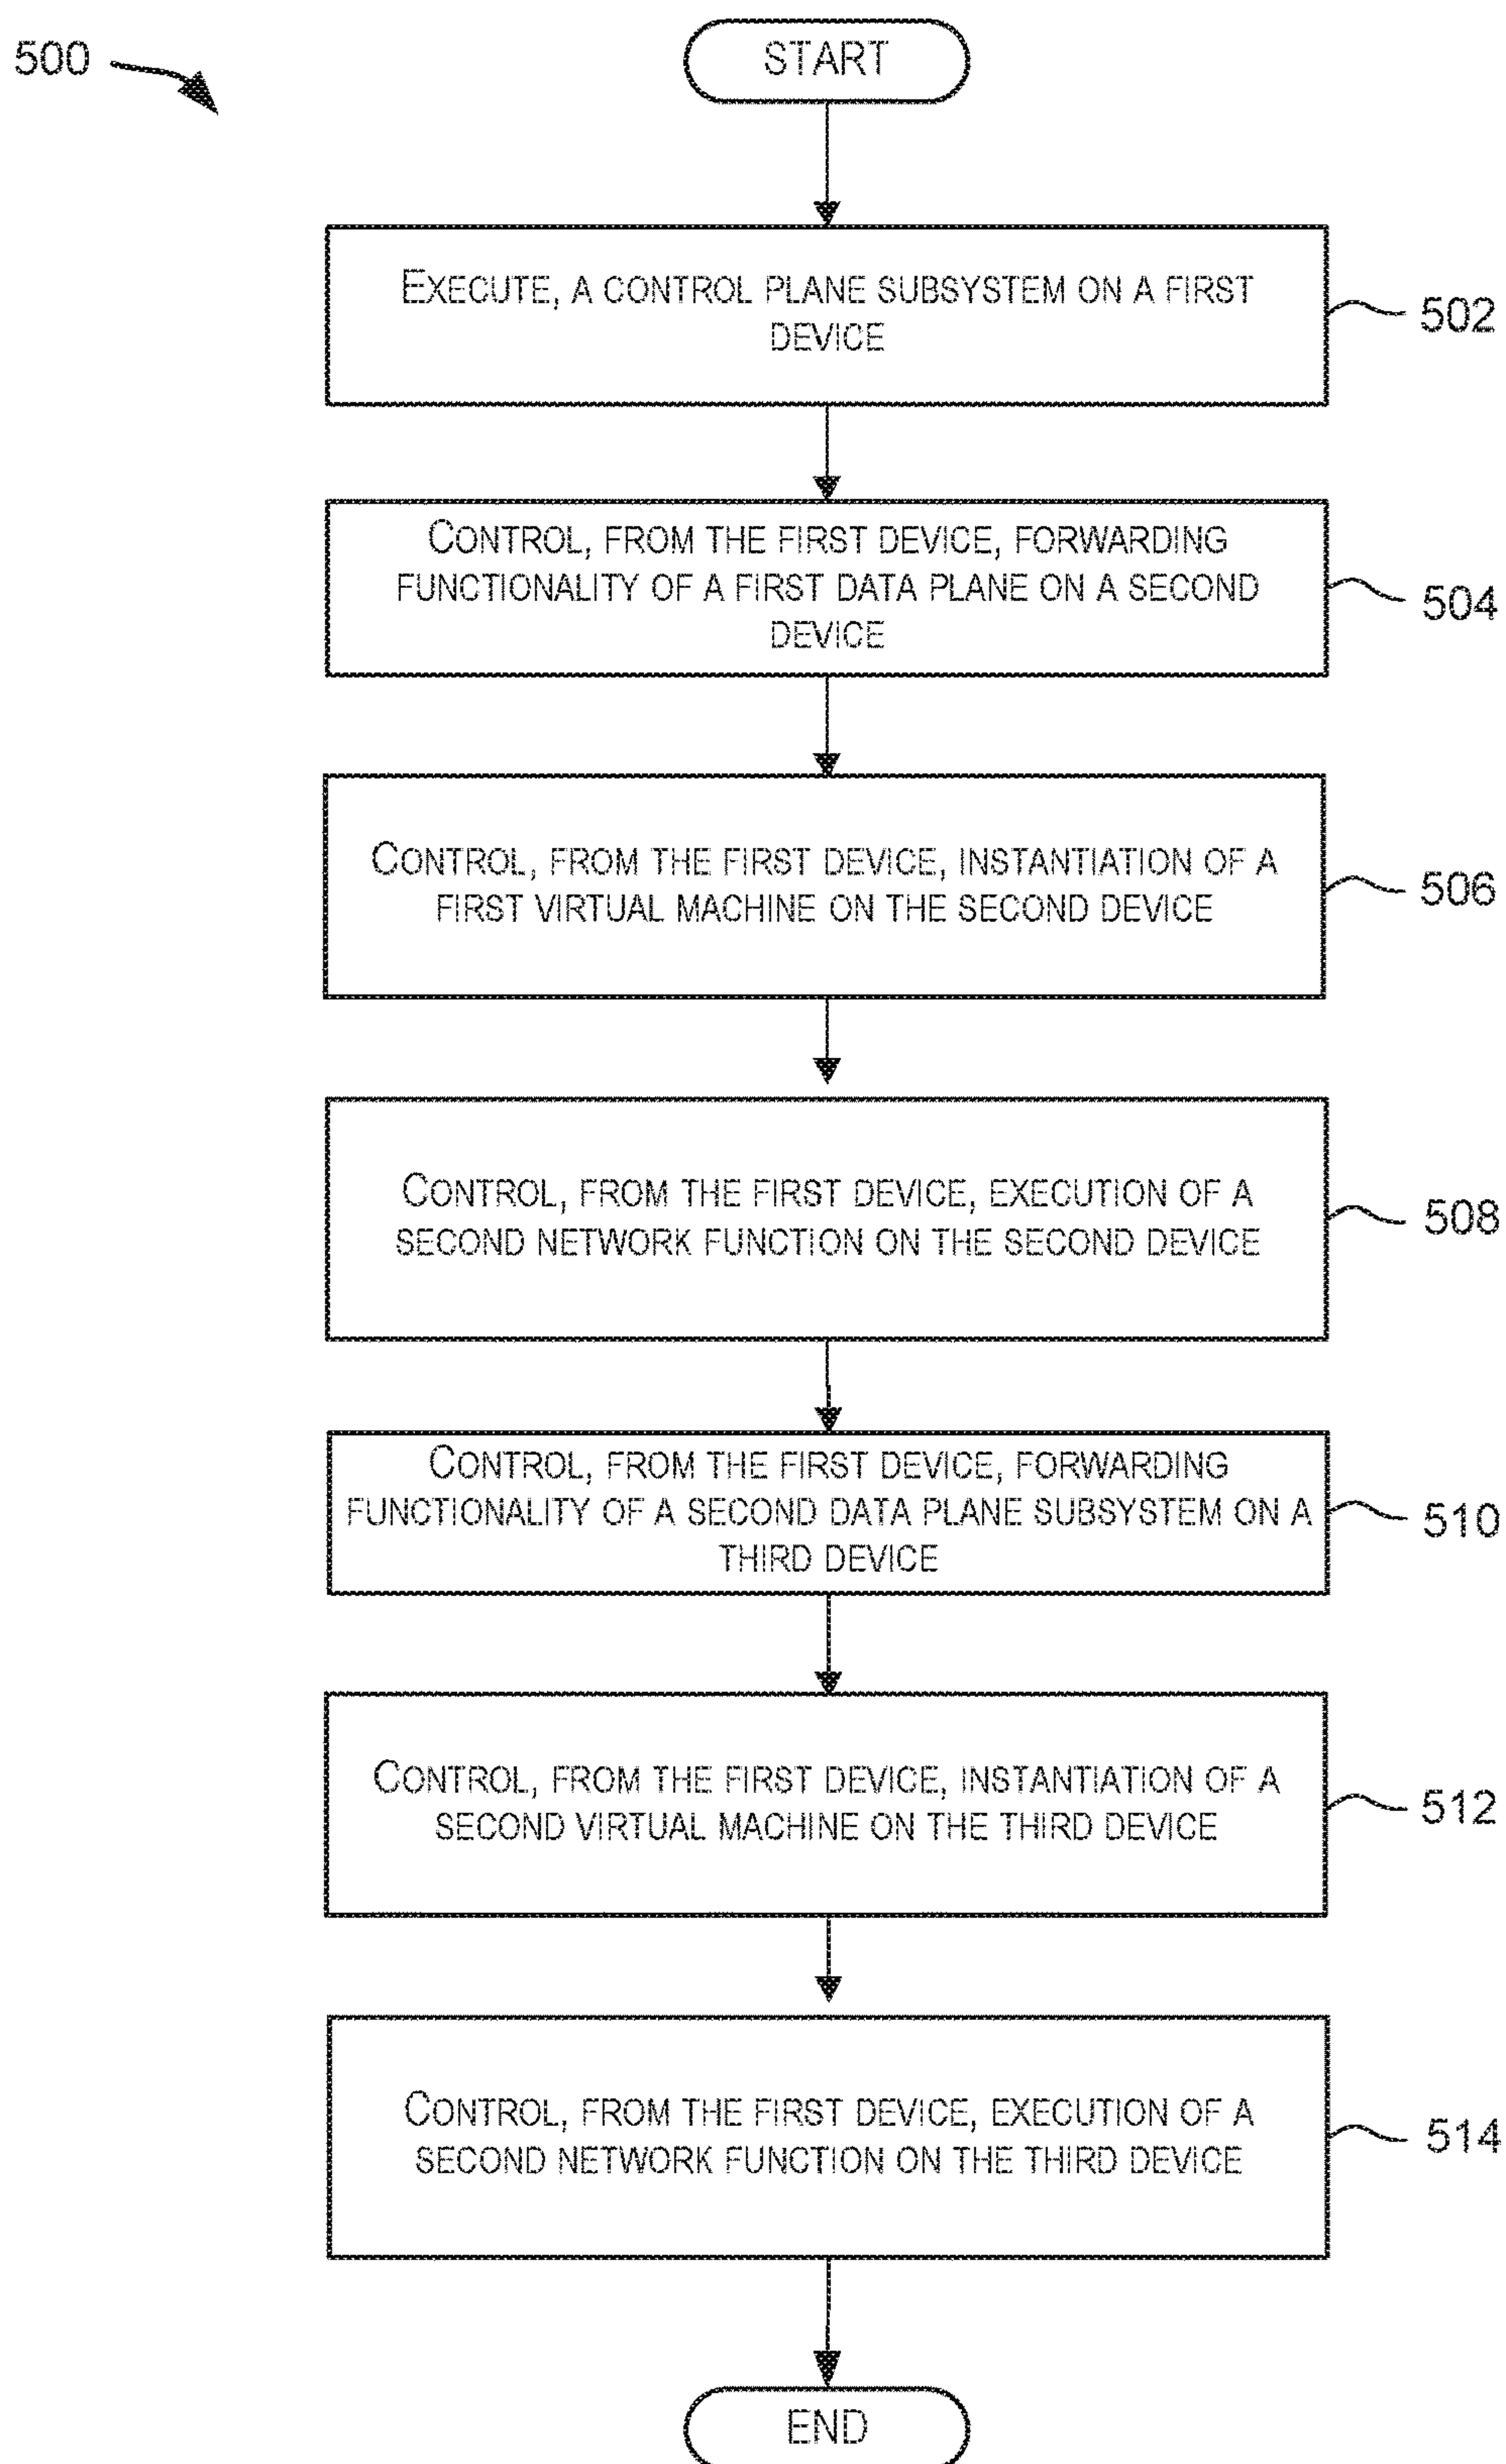 500
START
EXECUTE, A CONTROL PLANE SUBSYSTEM ON A FIRST
DEVICE
502
CONTROL, FROM THE FIRST DEVICE, FORWARDING
FUNCTIONALITY OF A FIRST DATA PLANE ON A SECOND
DEVICE
504
CONTROL, FROM THE FIRST DEVICE, INSTANTIATION OF A
FIRST VIRTUAL MACHINE ON THE SECOND DEVICE
506
CONTROL, FROM THE FIRST DEVICE, EXECUTION OF A
SECOND NETWORK FUNCTION ON THE SECOND DEVICE
508
CONTROL, FROM THE FIRST DEVICE, FORWARDING
FUNCTIONALITY OF A SECOND DATA PLANE SUBSYSTEM ON A
THIRD DEVICE
510
CONTROL, FROM THE FIRST DEVICE, INSTANTIATION OF A
SECOND VIRTUAL MACHINE ON THE THIRD DEVICE
512
CONTROL, FROM THE FIRST DEVICE, EXECUTION OF A
SECOND NETWORK FUNCTION ON THE THIRD DEVICE
514
END